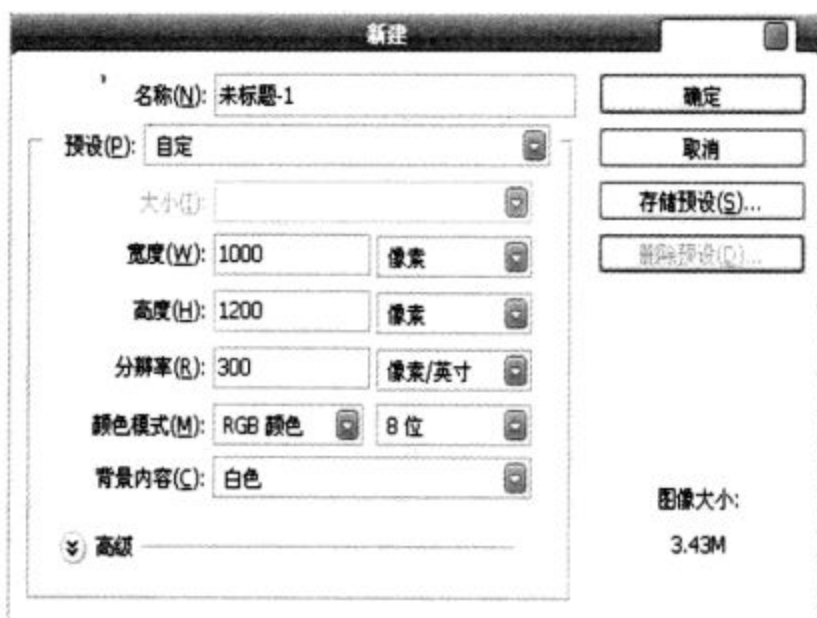 新建
名称(N): 未标题-1
确定
预设(P): 自定
取消
大小(I):
存储预设(S)...
宽度(W): 1000 像素
删除预设(D)...
高度(H): 1200 像素
分辨率(R): 300 像素/英寸
颜色模式(M): RGB 颜色 8 位
背景内容(C): 白色
图像大小:
高级
3.43M